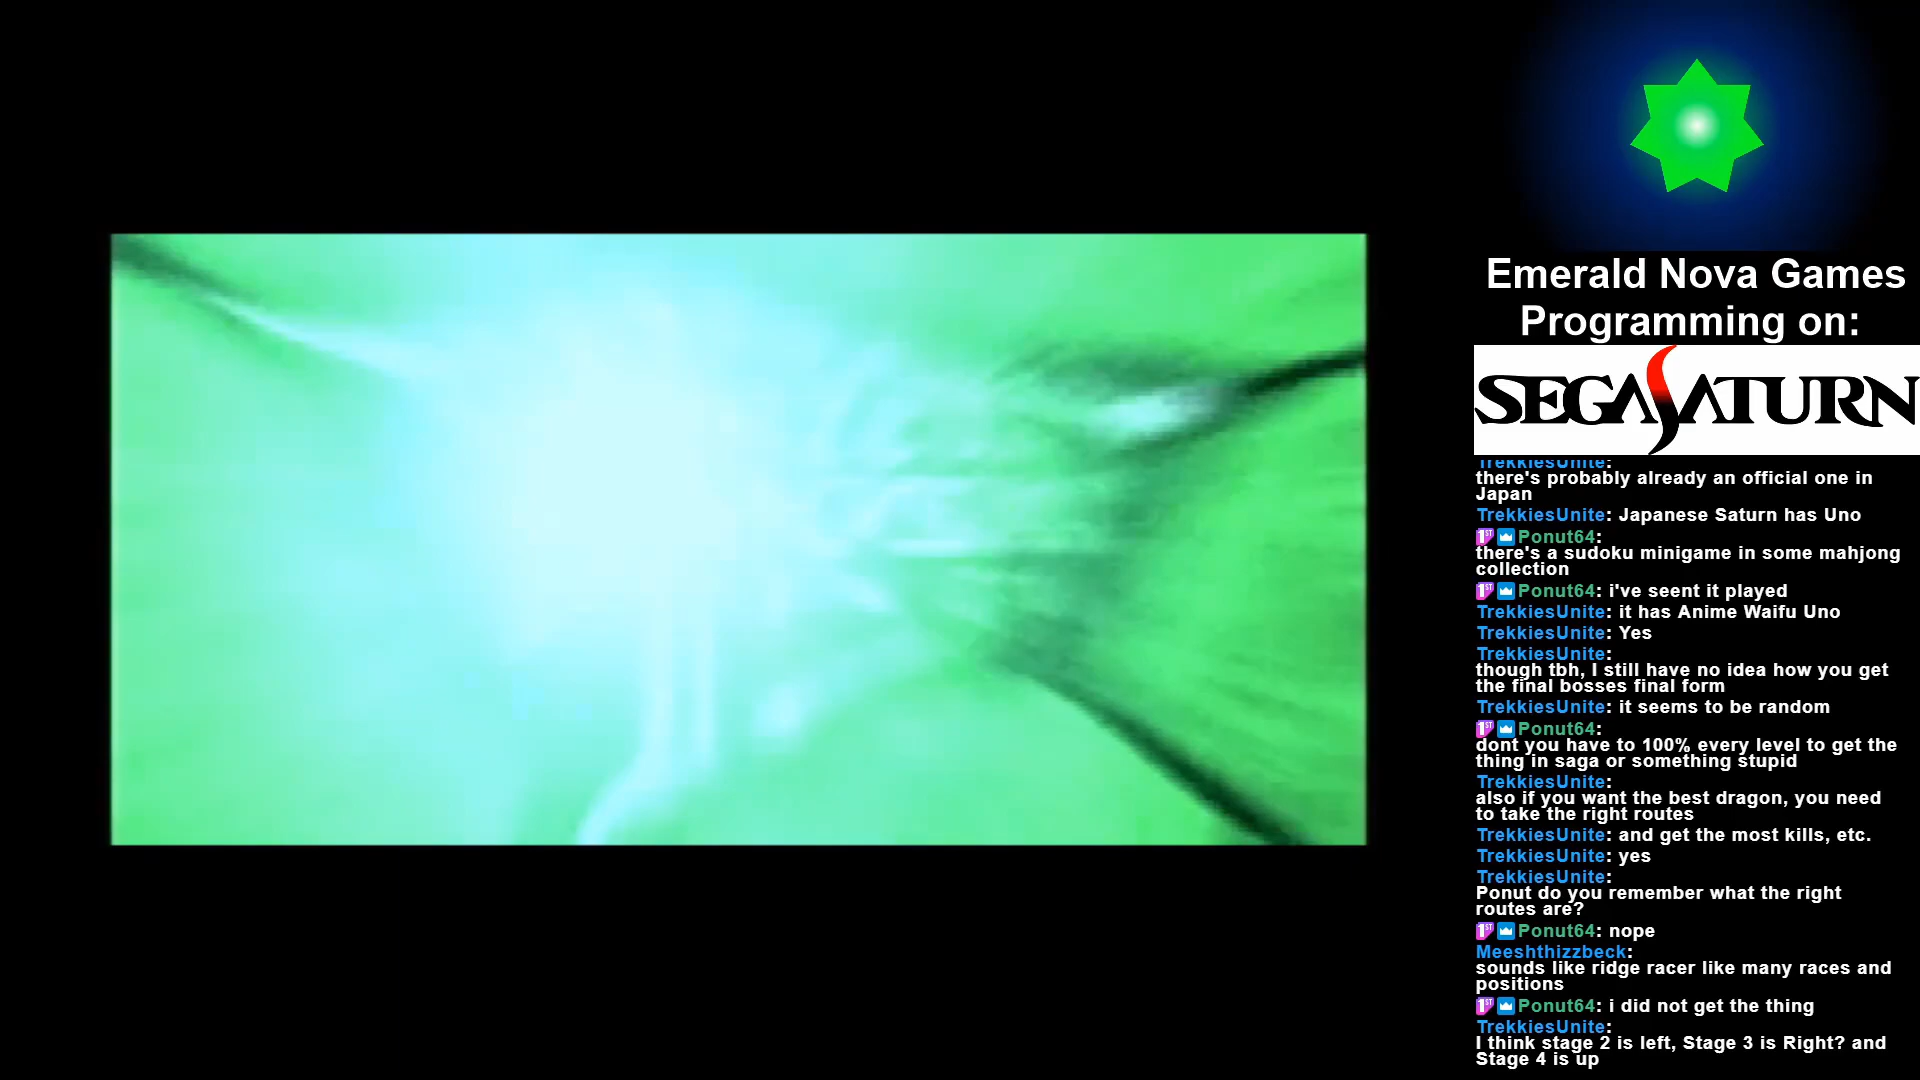 Emerald Nova Games
Programming on:
SEGA SATURN
TrekkiesUnite:
there's probably already an official one in
Japan
TrekkiesUnite: Japanese Saturn has Uno
1ST Ponut64:
there's a sudoku minigame in some mahjong
collection
1ST Ponut64: i've seent it played
TrekkiesUnite: it has Anime Waifu Uno
TrekkiesUnite: Yes
TrekkiesUnite:
though tbh, I still have no idea how you get
the final bosses final form
TrekkiesUnite: it seems to be random
1ST Ponut64:
dont you have to 100% every level to get the
thing in saga or something stupid
TrekkiesUnite:
also if you want the best dragon, you need
to take the right routes
TrekkiesUnite: and get the most kills, etc.
TrekkiesUnite: yes
TrekkiesUnite:
Ponut do you remember what the right
routes are?
1ST Ponut64: nope
Meeshthizzbeck:
sounds like ridge racer like many races and
positions
1ST Ponut64: i did not get the thing
TrekkiesUnite:
I think stage 2 is left, Stage 3 is Right? and
Stage 4 is up